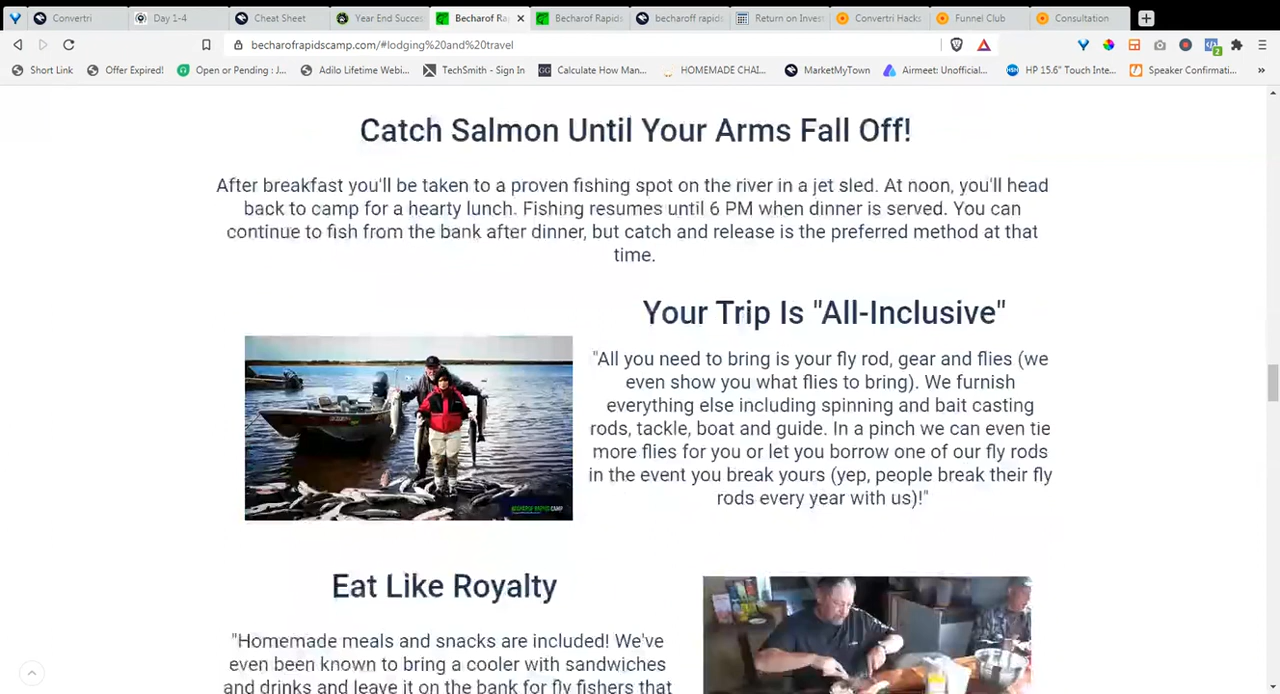 Convertri
Day 1-4
Cheat Sheet
Year End Succes
Becharof Rap
Becharof Rapids
becharoff rapids
Return on Invest
Convertri Hacks
Funnel Club
Consultation
becharofrapidscamp.com/#lodging%20and%20travel
2
Short Link
Offer Expired!
Open or Pending : J...
Adilo Lifetime Webi...
TechSmith - Sign In
Calculate How Man...
HOMEMADE CHAI...
MarketMyTown
Airmeet: Unofficial...
HP 15.6" Touch Inte...
Speaker Confirmati...
Catch Salmon Until Your Arms Fall Off!
After breakfast you'll be taken to a proven fishing spot on the river in a jet sled. At noon, you'll head
back to camp for a hearty lunch. Fishing resumes until 6 PM when dinner is served. You can
continue to fish from the bank after dinner, but catch and release is the preferred method at that
time.
Your Trip Is "All-Inclusive"
"All you need to bring is your fly rod, gear and flies (we
even show you what flies to bring). We furnish
everything else including spinning and bait casting
rods, tackle, boat and guide. In a pinch we can even tie
more flies for you or let you borrow one of our fly rods
in the event you break yours (yep, people break their fly
rods every year with us)!"
BECHAROF RAPIDS CAMP
Eat Like Royalty
"Homemade meals and snacks are included! We've
even been known to bring a cooler with sandwiches
and drinks and leave it on the bank for fly fishers that